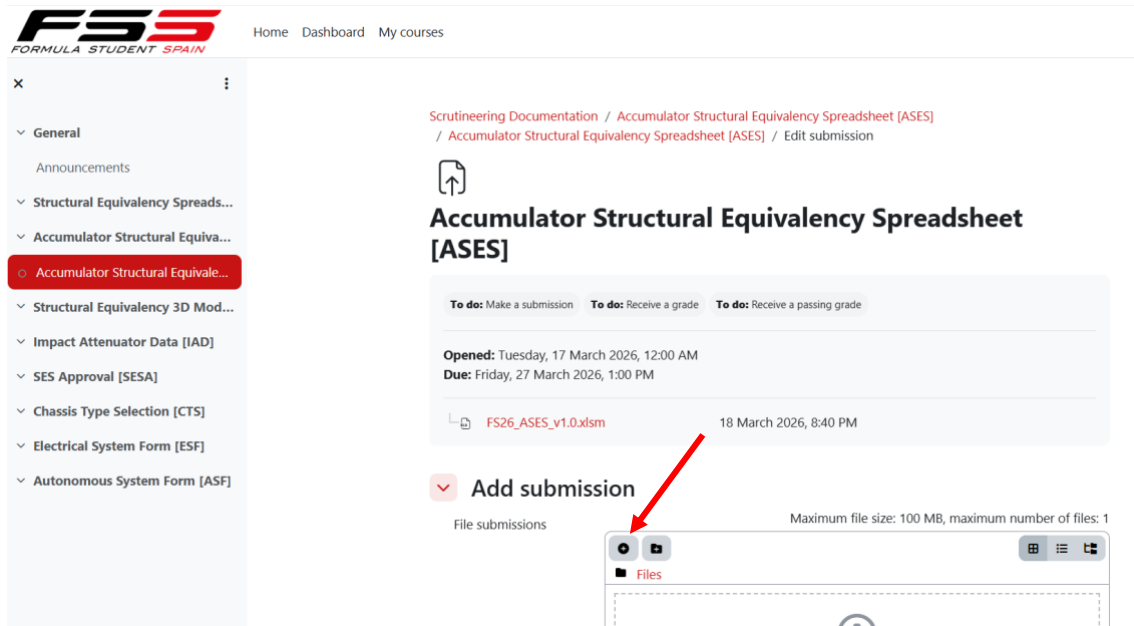 FSS
FORMULA STUDENT SPAIN
Home Dashboard My courses
General
Announcements
Structural Equivalency Spreads...
Accumulator Structural Equiva...
Accumulator Structural Equivale...
Structural Equivalency 3D Mod...
Impact Attenuator Data [IAD]
SES Approval [SESA]
Chassis Type Selection [CTS]
Electrical System Form [ESF]
Autonomous System Form [ASF]
Scrutineering Documentation / Accumulator Structural Equivalency Spreadsheet [ASES]
/ Accumulator Structural Equivalency Spreadsheet [ASES] / Edit submission
Accumulator Structural Equivalency Spreadsheet
[ASES]
To do: Make a submission To do: Receive a grade To do: Receive a passing grade
Opened: Tuesday, 17 March 2026, 12:00 AM
Due: Friday, 27 March 2026, 1:00 PM
FS26_ASES_v1.0.xlsm 18 March 2026, 8:40 PM
Add submission
File submissions
Maximum file size: 100 MB, maximum number of files: 1
Files